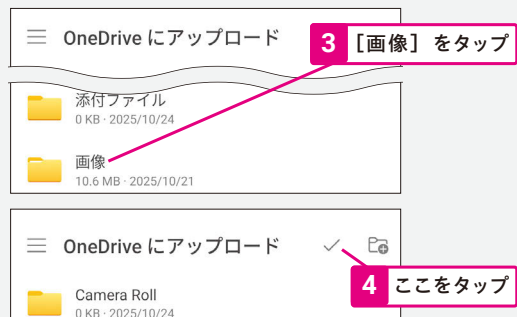 OneDrive にアップロード
3 ［画像］をタップ
添付ファイル
0 KB · 2025/10/24
画像
10.6 MB · 2025/10/21
OneDrive にアップロード
4 ここをタップ
Camera Roll
0 KB · 2025/10/24